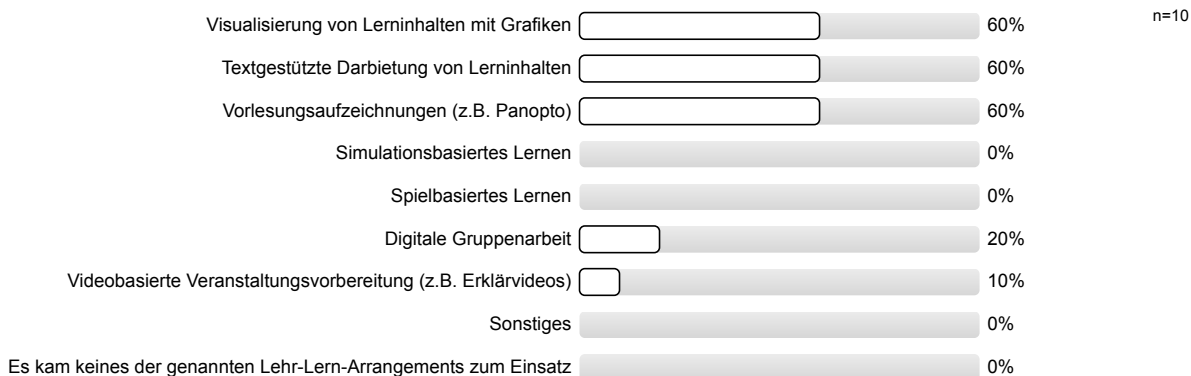 Visualisierung von Lerninhalten mit Grafiken 60% n=10
Textgestützte Darbietung von Lerninhalten 60%
Vorlesungsaufzeichnungen (z.B. Panopto) 60%
Simulationsbasiertes Lernen 0%
Spielbasiertes Lernen 0%
Digitale Gruppenarbeit 20%
Videobasierte Veranstaltungsvorbereitung (z.B. Erklärvideos) 10%
Sonstiges 0%
Es kam keines der genannten Lehr-Lern-Arrangements zum Einsatz 0%